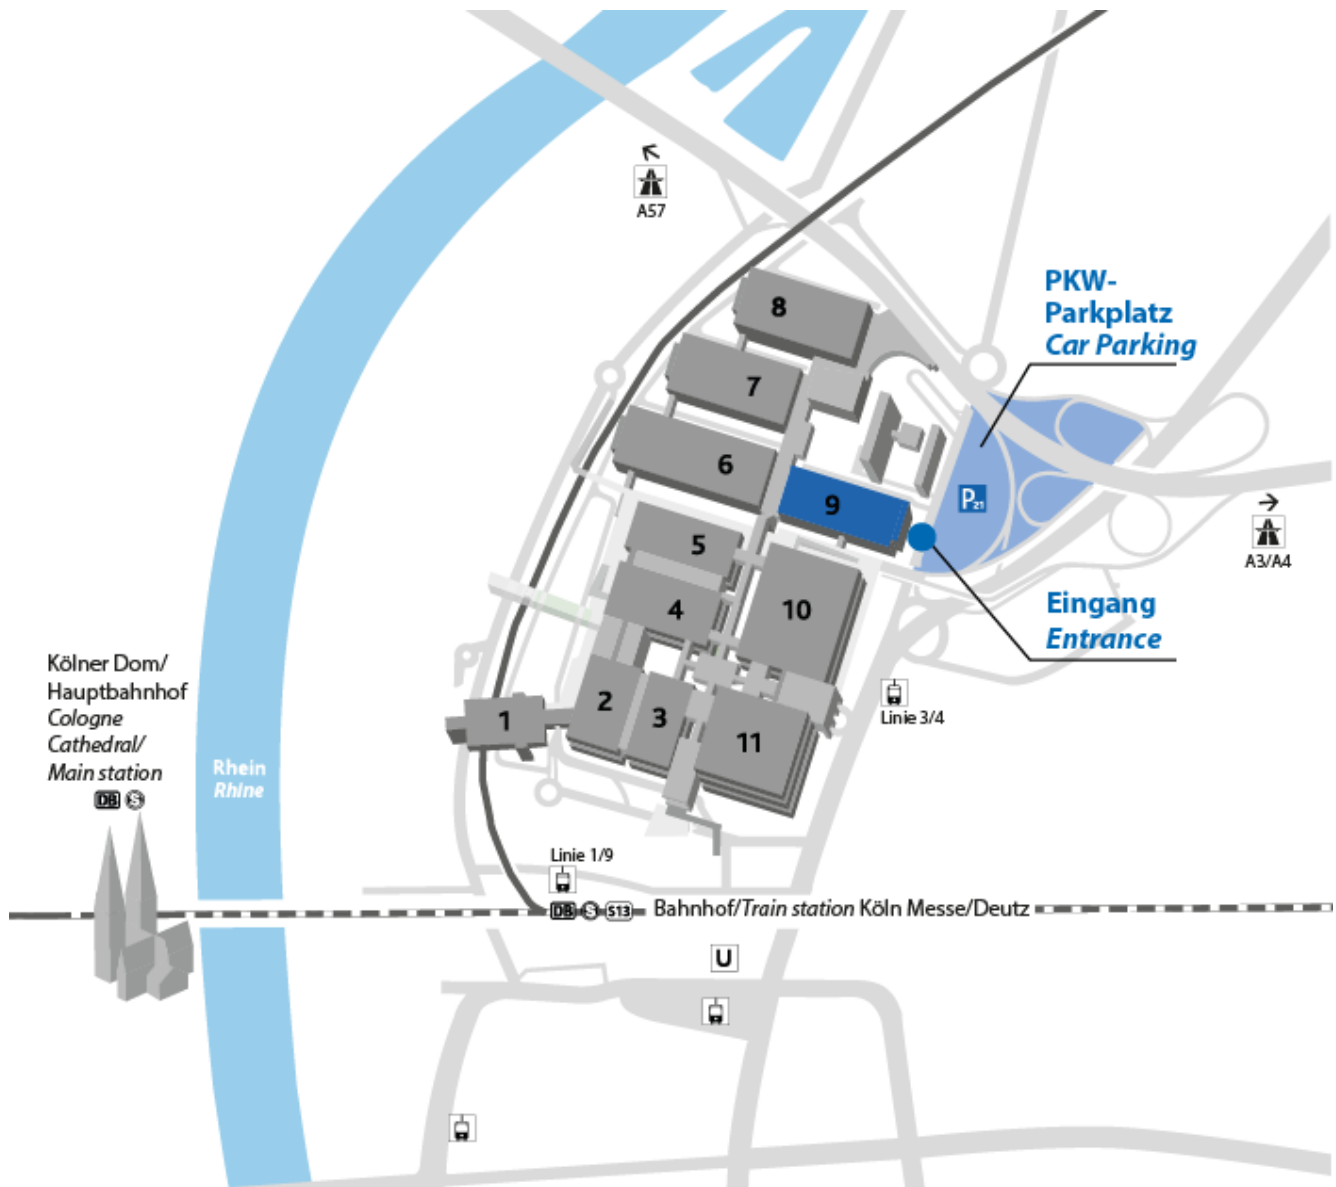 A57
PKW-
Parkplatz
Car Parking
8
7
6
9
P21
5
A3/A4
4
10
Eingang
Entrance
Kölner Dom/
Hauptbahnhof
Cologne
Cathedral/
Main station
DB S
2
3
1
11
Linie 3/4
Rhein
Rhine
Linie 1/9
DB S S13 Bahnhof/Train station Köln Messe/Deutz
U